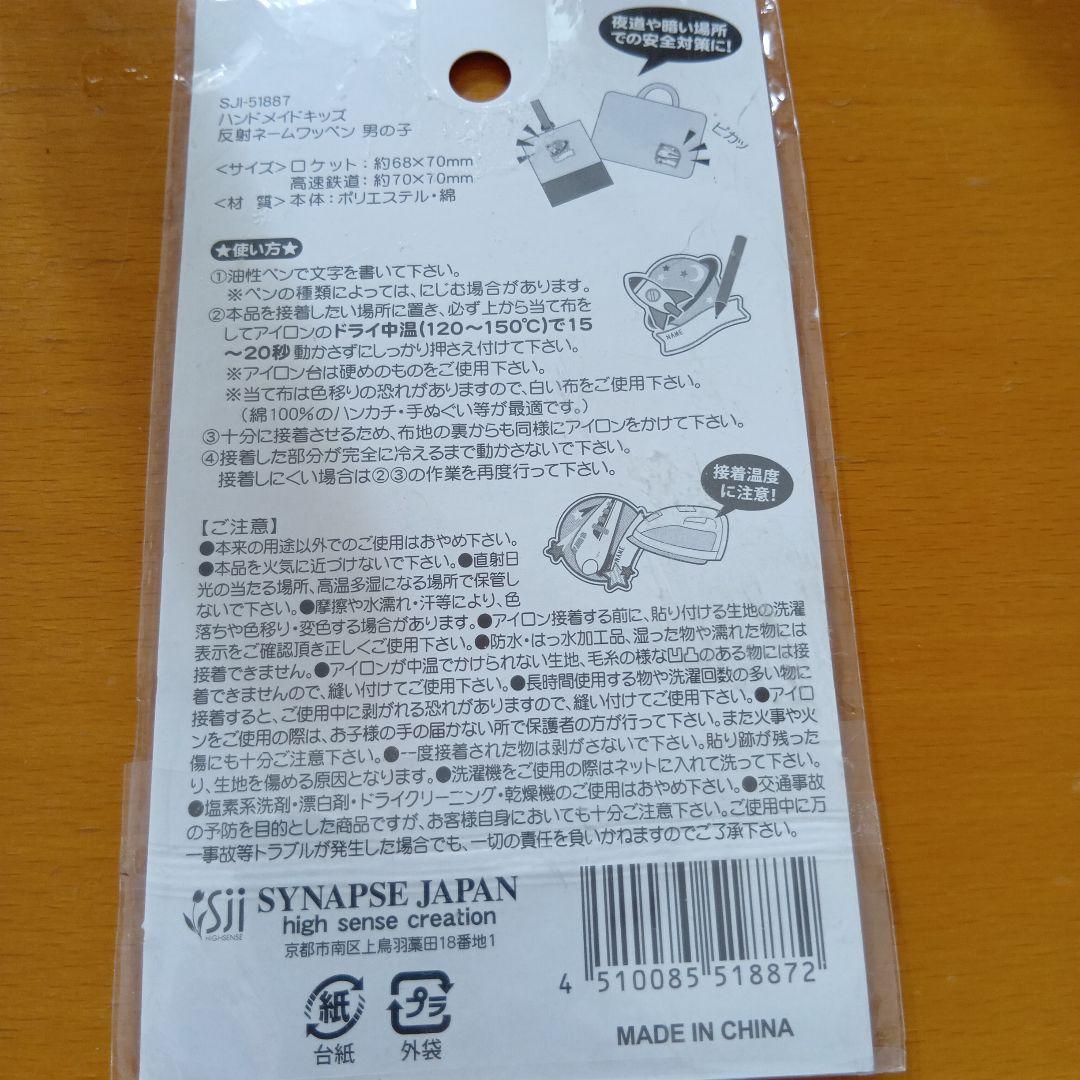 夜道や暗い場所
での安全対策に!
SJI-51887
ハンドメイドキッズ
反射ネームワッペン 男の子
ピカッ
<サイズ>ロケット:約68×70mm
高速鉄道:約70×70mm
<材 質>本体:ポリエステル・綿
★使い方★
①油性ペンで文字を書いて下さい。
※ペンの種類によっては、にじむ場合があります。
②本品を接着したい場所に置き、必ず上から当て布を
してアイロンのドライ中温(120〜150℃)で15
〜20秒動かさずにしっかり押さえ付けて下さい。
※アイロン台は硬めのものをご使用下さい。
※当て布は色移りの恐れがありますので、白い布をご使用下さい。
(綿100%のハンカチ・手ぬぐい等が最適です。)
③十分に接着させるため、布地の裏からも同様にアイロンをかけて下さい。
④接着した部分が完全に冷えるまで動かさないで下さい。
接着しにくい場合は②③の作業を再度行って下さい。
NAME
接着温度
に注意!
NAME
【ご注意】
●本来の用途以外でのご使用はおやめ下さい。
●本品を火気に近づけないで下さい。●直射日
光の当たる場所、高温多湿になる場所で保管し
ないで下さい。●摩擦や水濡れ・汗等により、色
落ちや色移り・変色する場合があります。●アイロン接着する前に、貼り付ける生地の洗濯
表示をご確認頂き正しくご使用下さい。●防水・はっ水加工品、湿った物や濡れた物には
接着できません。●アイロンが中温でかけられない生地、毛糸の様な凹凸のある物には接
着できませんので、縫い付けてご使用下さい。●長時間使用する物や洗濯回数の多い物に
接着すると、ご使用中に剥がれる恐れがありますので、縫い付けてご使用下さい。●アイロ
ンをご使用の際は、お子様の手の届かない所で保護者の方が行って下さい。また火事や火
傷にも十分ご注意下さい。●一度接着された物は剥がさないで下さい。貼り跡が残った
り、生地を傷める原因となります。●洗濯機をご使用の際はネットに入れて洗って下さい。
●塩素系洗剤・漂白剤・ドライクリーニング・乾燥機のご使用はおやめ下さい。●交通事故
の予防を目的とした商品ですが、お客様自身においても十分ご注意下さい。ご使用中に万
一事故等トラブルが発生した場合でも、一切の責任を負いかねますのでご了承下さい。
Sji
HIGHSENSE
SYNAPSE JAPAN
high sense creation
京都市南区上鳥羽藁田18番地1
紙
台紙
プラ
外袋
4 510085 518872
MADE IN CHINA